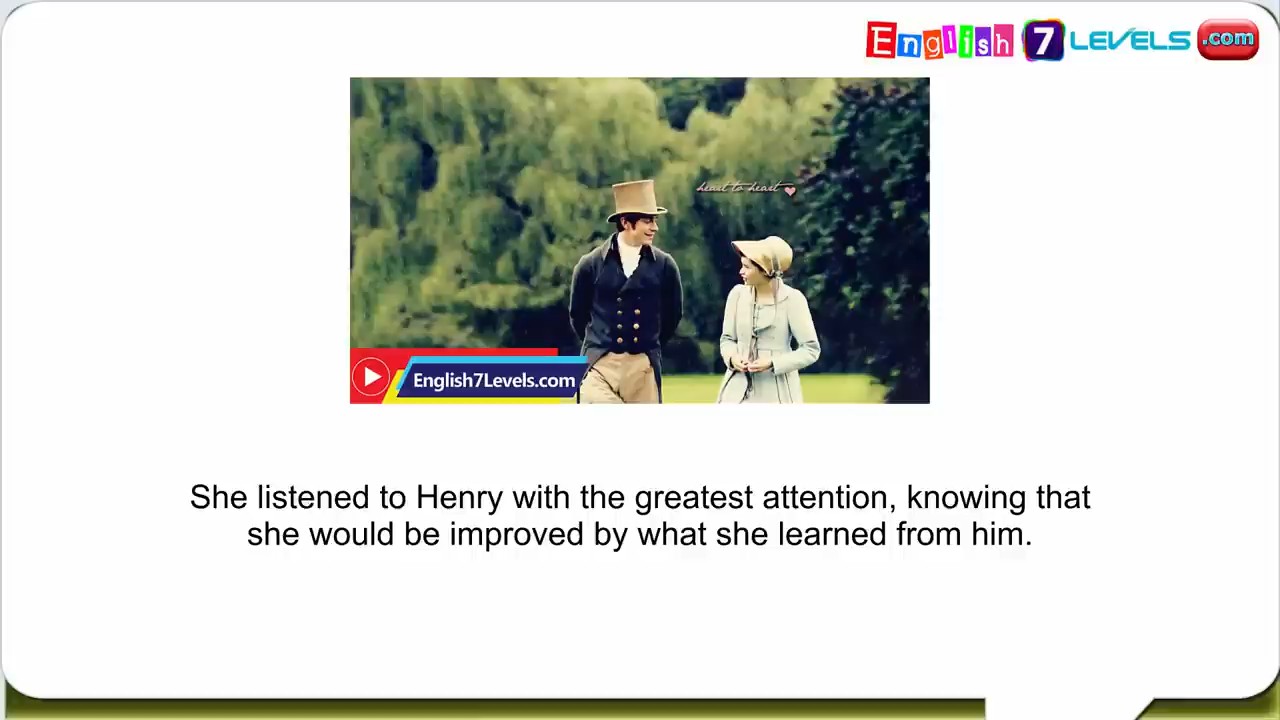 English 7 LEVELS .com
heart to heart
English7Levels.com
She listened to Henry with the greatest attention, knowing that
she would be improved by what she learned from him.